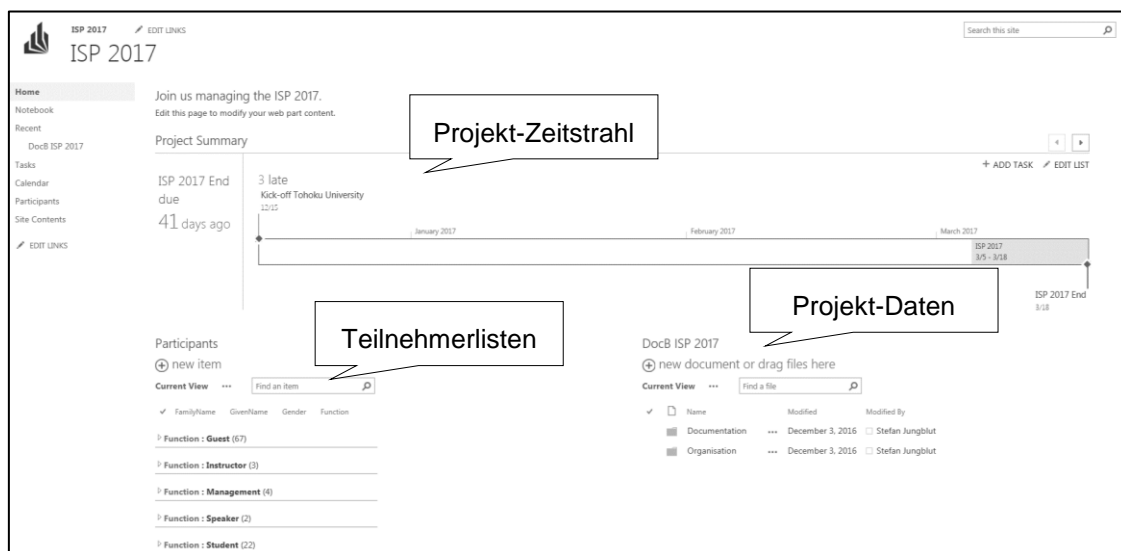 ISP 2017 EDIT LINKS
ISP 2017
Search this site
Home
Notebook
Recent
DocB ISP 2017
Tasks
Calendar
Participants
Site Contents
EDIT LINKS
Join us managing the ISP 2017.
Edit this page to modify your web part content.
Projekt-Zeitstrahl
Project Summary
+ ADD TASK EDIT LIST
ISP 2017 End
due
41 days ago
3 late
Kick-off Tohoku University
12/15
January 2017 February 2017 March 2017
ISP 2017
3/5 - 3/18
ISP 2017 End
3/18
Projekt-Daten
Teilnehmerlisten
Participants
new item
Current View ••• Find an item
FamilyName GivenName Gender Function
Function : Guest (67)
Function : Instructor (3)
Function : Management (4)
Function : Speaker (2)
Function : Student (22)
DocB ISP 2017
new document or drag files here
Current View ••• Find a file
Name Modified Modified By
Documentation ••• December 3, 2016 Stefan Jungblut
Organisation ••• December 3, 2016 Stefan Jungblut